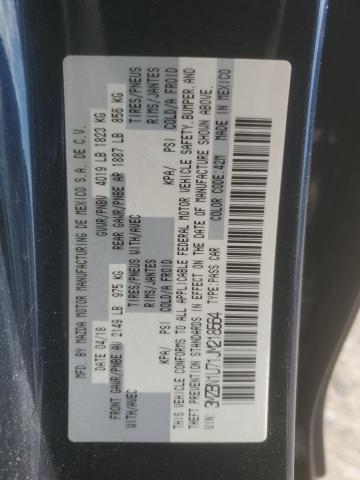 MFD. BY MAZDA MOTOR MANUFACTURING DE MEXICO S.A. DE C.V.
DATE 04/18 GVWR/PNBV 4019 LB 1823 KG
FRONT GAWR/PNBE AV 2149 LB 975 KG REAR GAWR/PNBE AR 1887 LB 856 KG
WITH/AVEC TIRES/PNEUS WITH/AVEC TIRES/PNEUS
RIMS/JANTES RIMS/JANTES
KPA/ PSI COLD/A FROID KPA/ PSI COLD/A FROID
THIS VEHICLE CONFORMS TO ALL APPLICABLE FEDERAL MOTOR VEHICLE SAFETY, BUMPER, AND
THEFT PREVENTION STANDARDS IN EFFECT ON THE DATE OF MANUFACTURE SHOWN ABOVE.
VIN: TYPE:PASS CAR COLOR CODE:42M MADE IN MEXICO